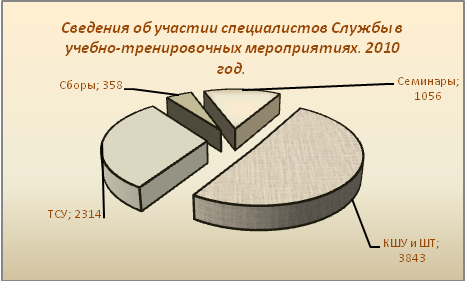 Сведения об участии специалистов Службы в
учебно-тренировочных мероприятиях. 2010
год.
Сборы; 358
Семинары;
1056
ТСУ; 2314
КШУ и ШТ;
3843